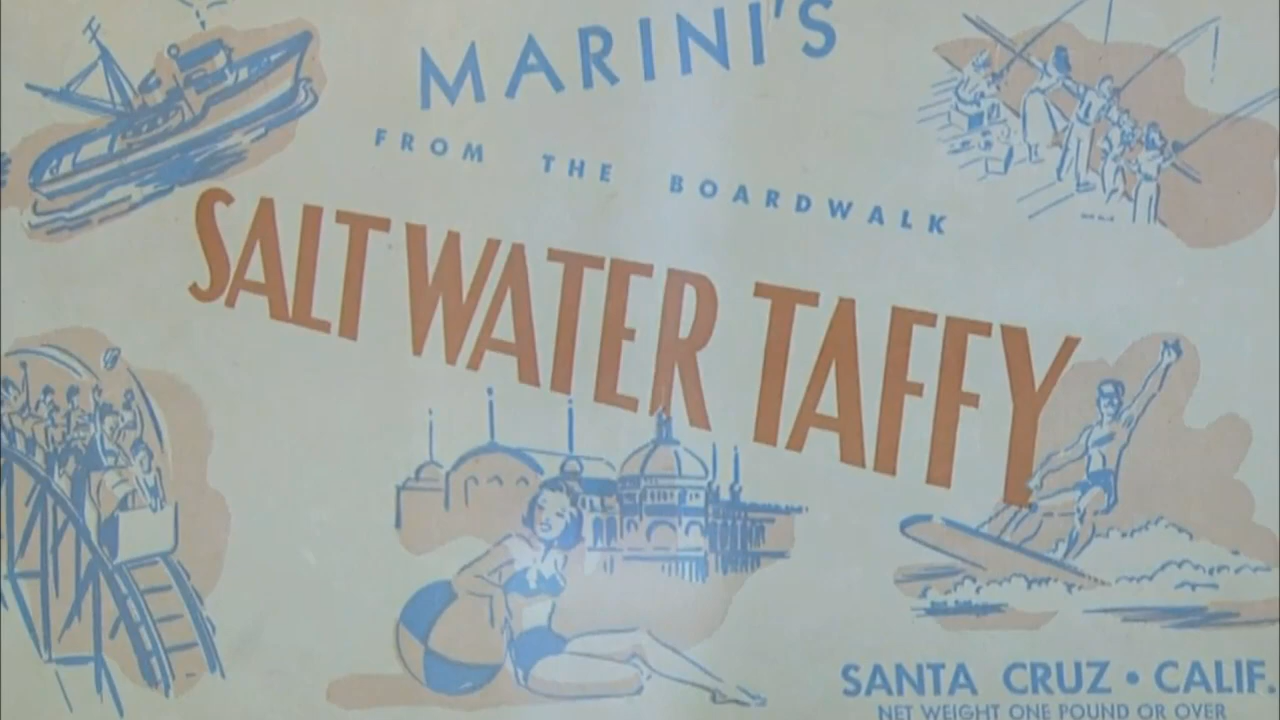 MARINI'S
FROM THE BOARDWALK
SALT WATER TAFFY
SANTA CRUZ • CALIF.
NET WEIGHT ONE POUND OR OVER